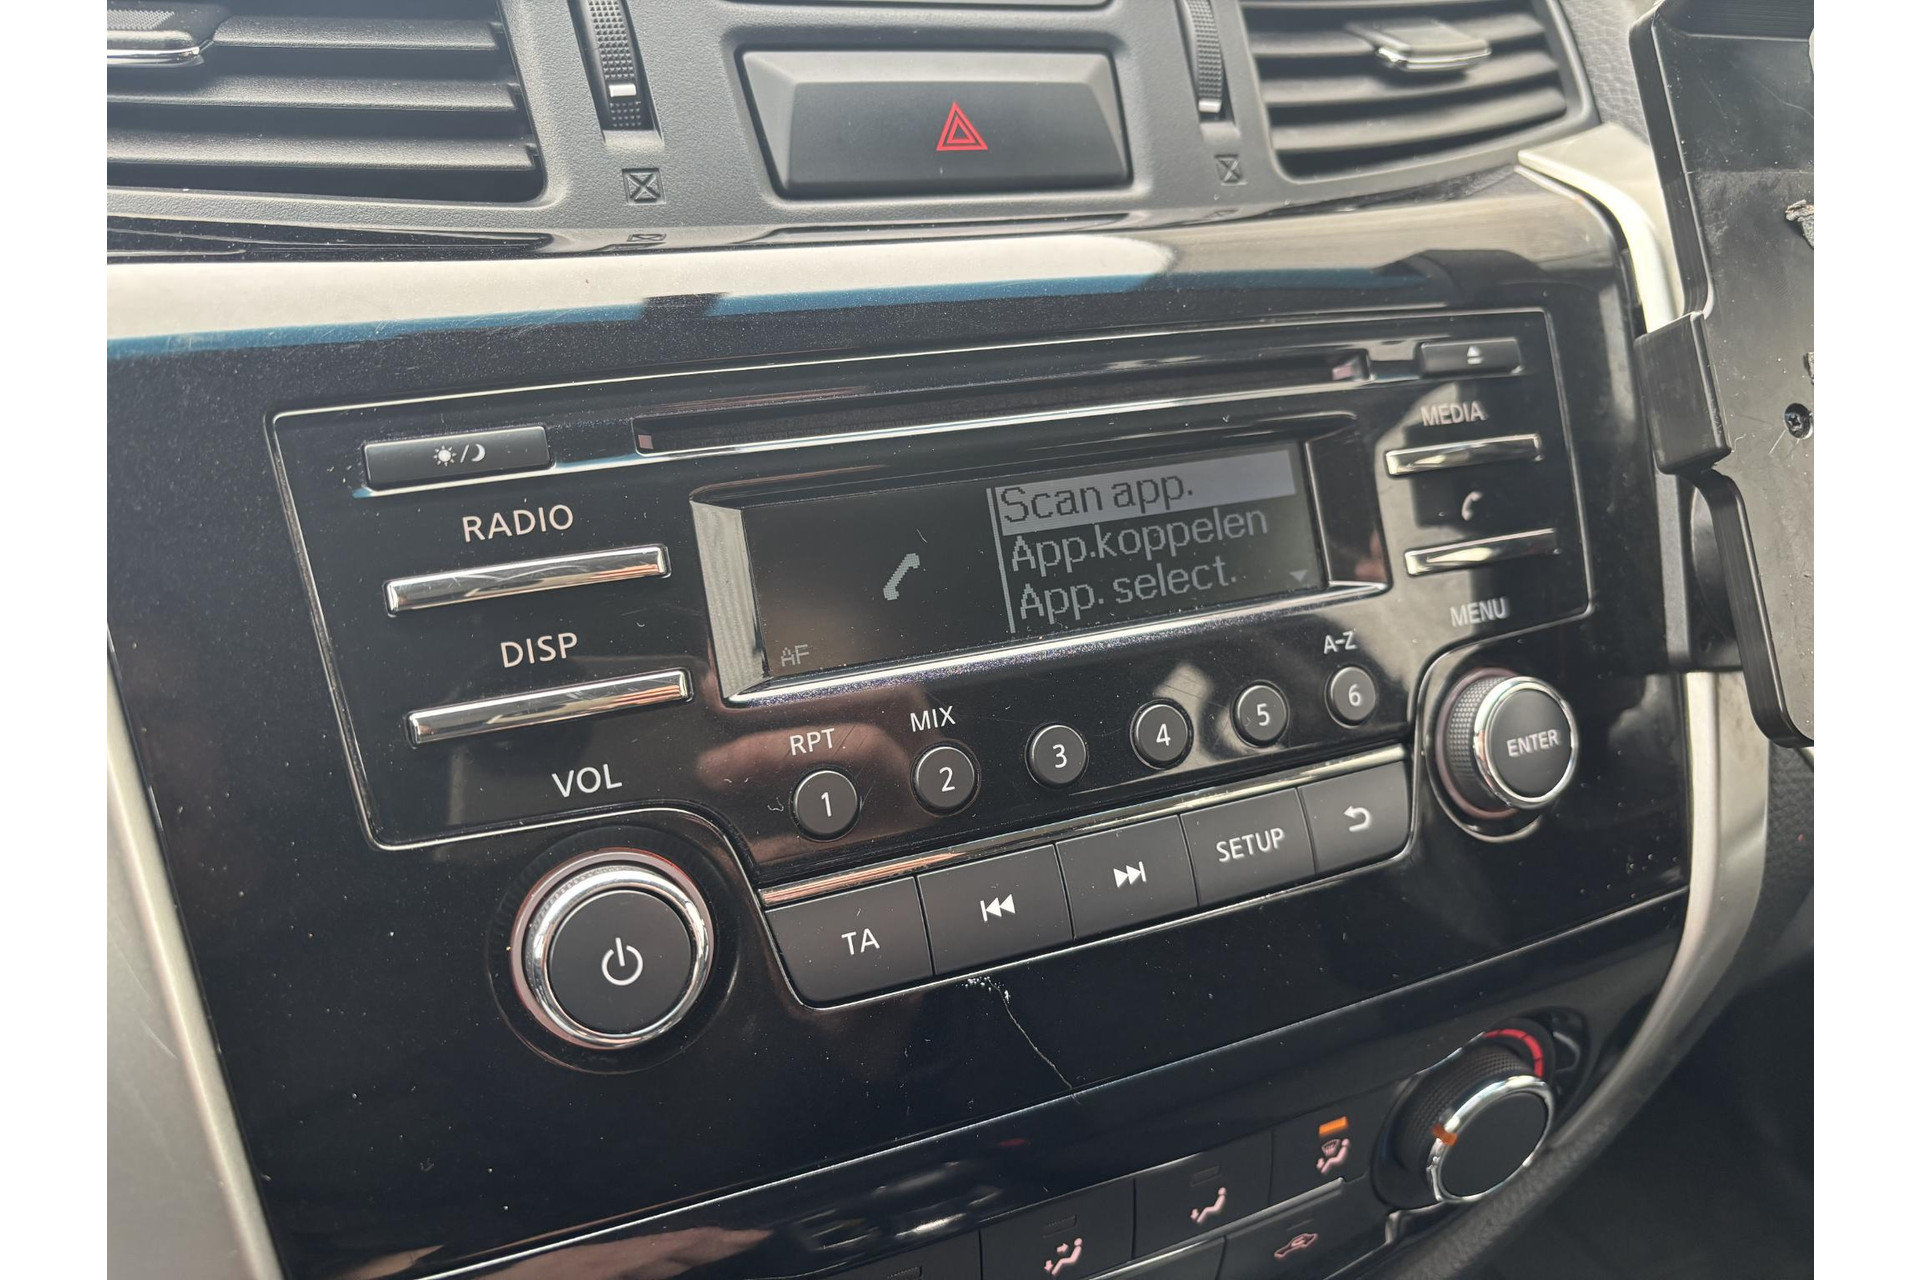 MEDIA
RADIO
Scan app.
App.koppelen
App. select.
AF
DISP
MENU
A-Z
VOL
RPT
MIX
1
2
3
4
5
6
ENTER
TA
SETUP